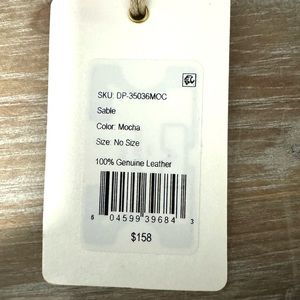 SKU: DP-35036MOC
Sable
Color: Mocha
Size: No Size
100% Genuine Leather
6 04599 39684 3
$158